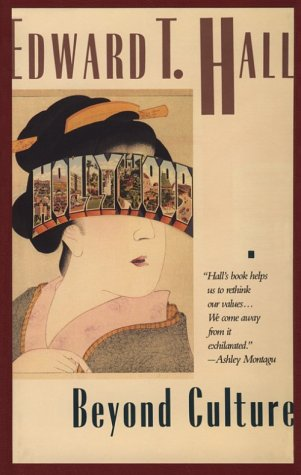 EDWARD T. HALL
HOLLYWOOD
"Hall's book helps
us to rethink
our values...
We come away
from it
exhilarated."
—Ashley Montagu
Beyond Culture